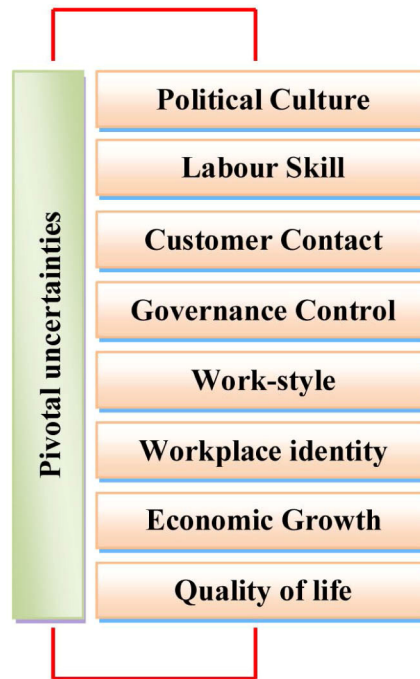 Pivotal uncertainties
Political Culture
Labour Skill
Customer Contact
Governance Control
Work-style
Workplace identity
Economic Growth
Quality of life